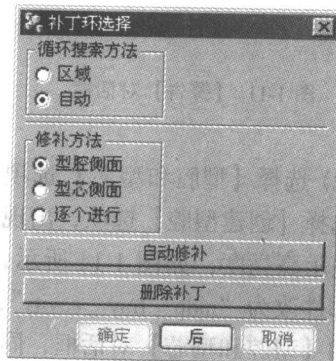 补丁环选择
循环搜索方法
区域
自动
修补方法
型腔侧面
型芯侧面
逐个进行
自动修补
删除补丁
确定 后 取消